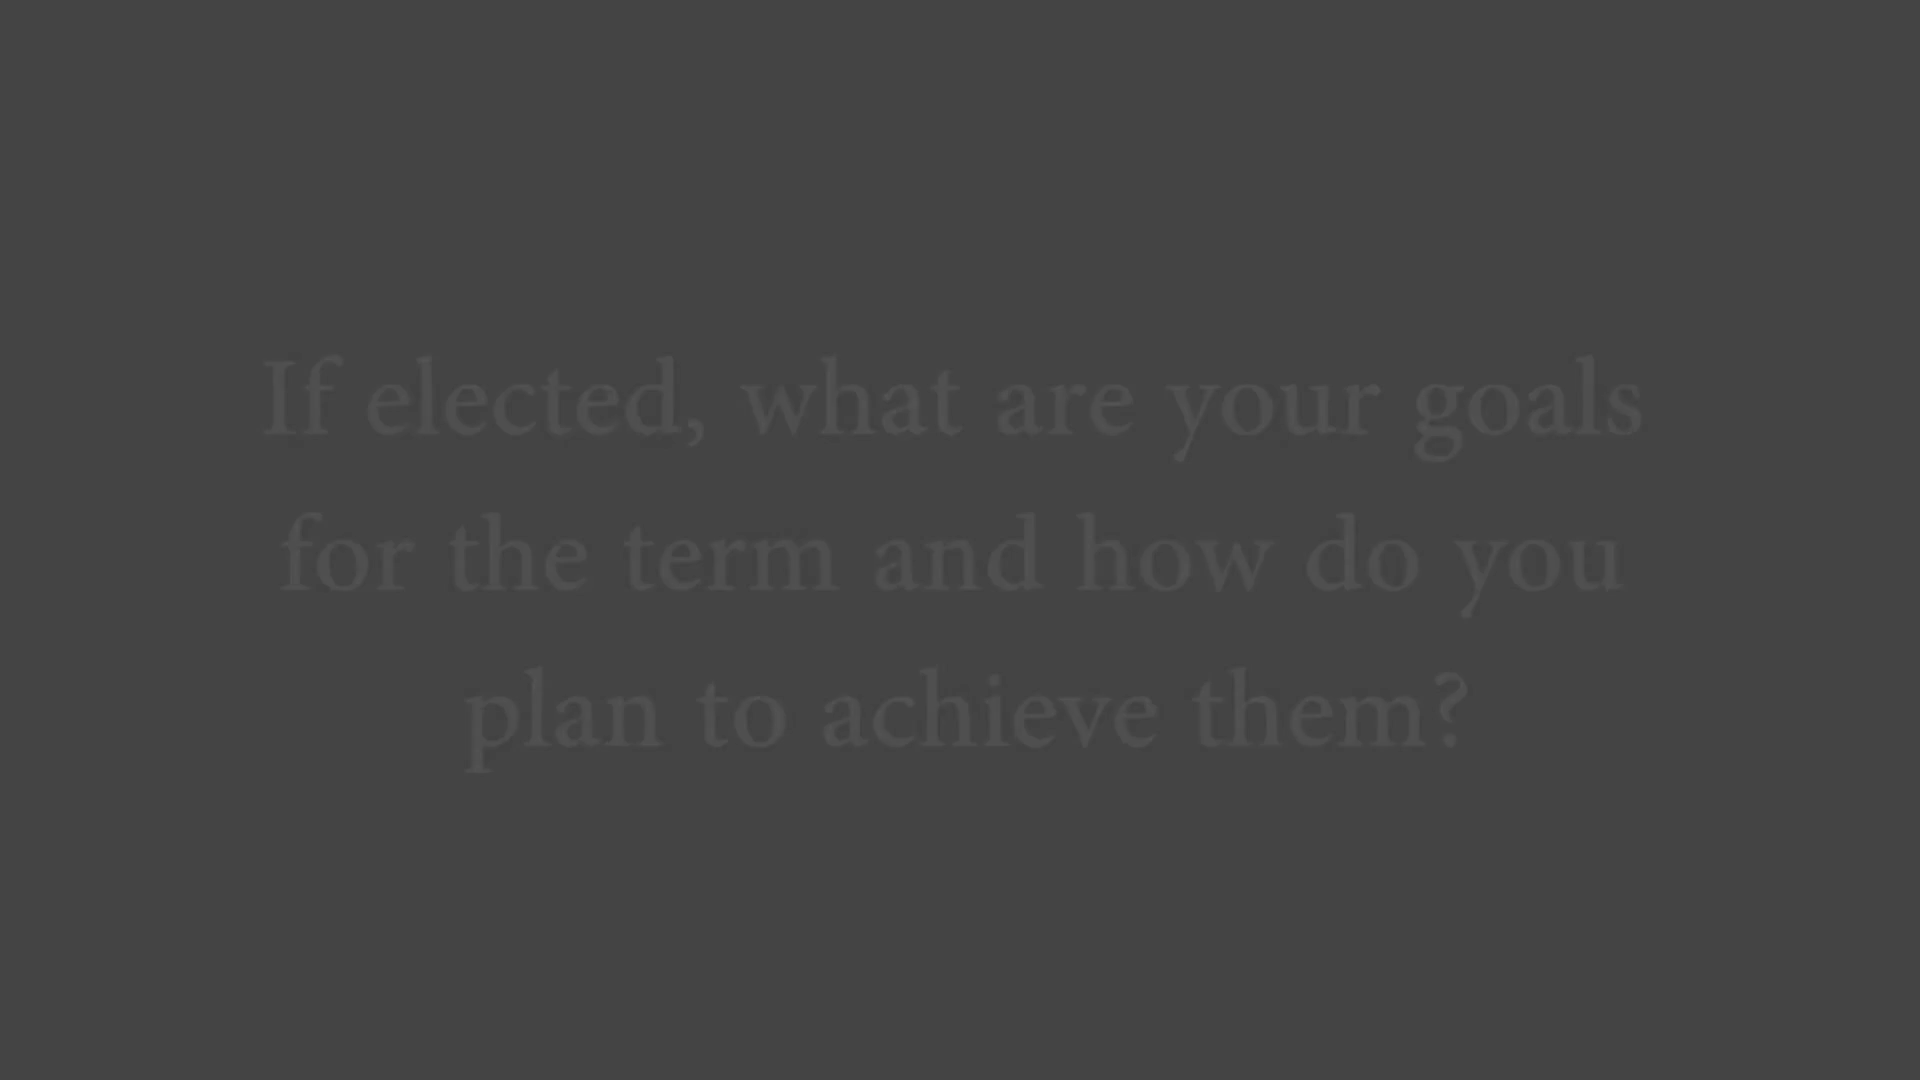 If elected, what are your goals
for the term and how do you
plan to achieve them?